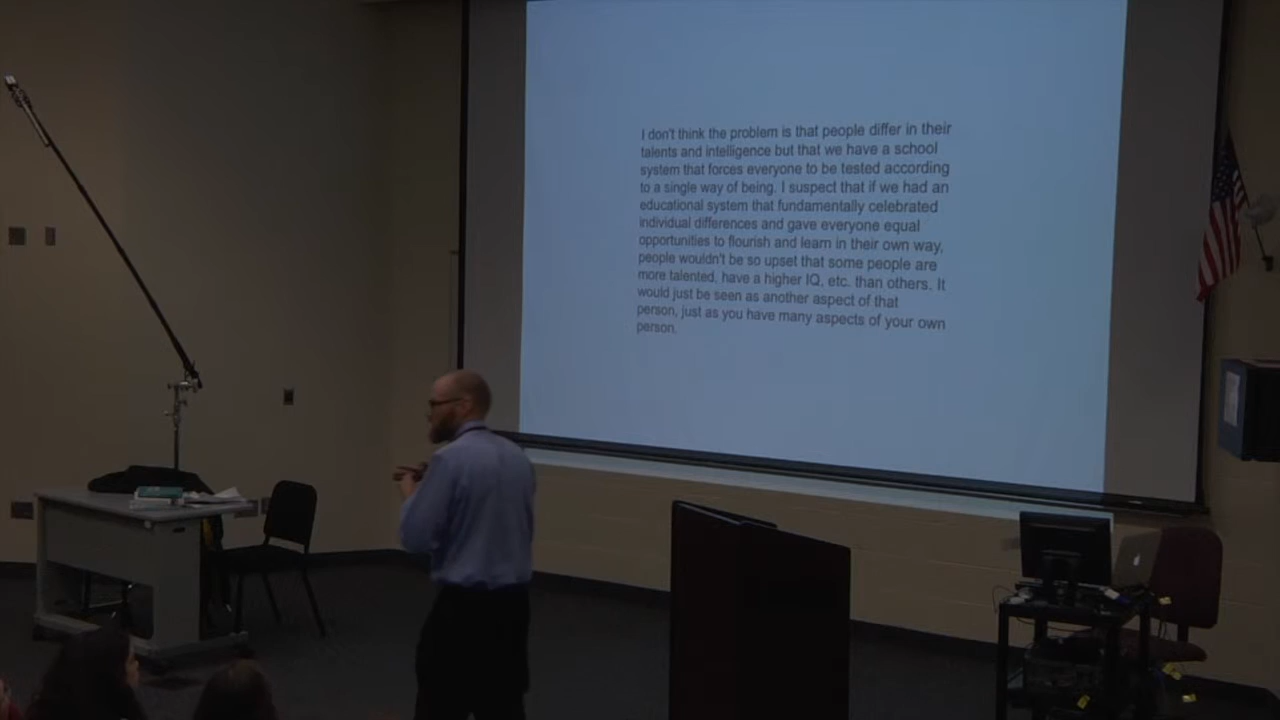 I don't think the problem is that people differ in their
talents and intelligence but that we have a school
system that forces everyone to be tested according
to a single way of being. I suspect that if we had an
educational system that fundamentally celebrated
individual differences and gave everyone equal
opportunities to flourish and learn in their own way,
people wouldn't be so upset that some people are
more talented, have a higher IQ, etc. than others. It
would just be seen as another aspect of that
person, just as you have many aspects of your own
person.